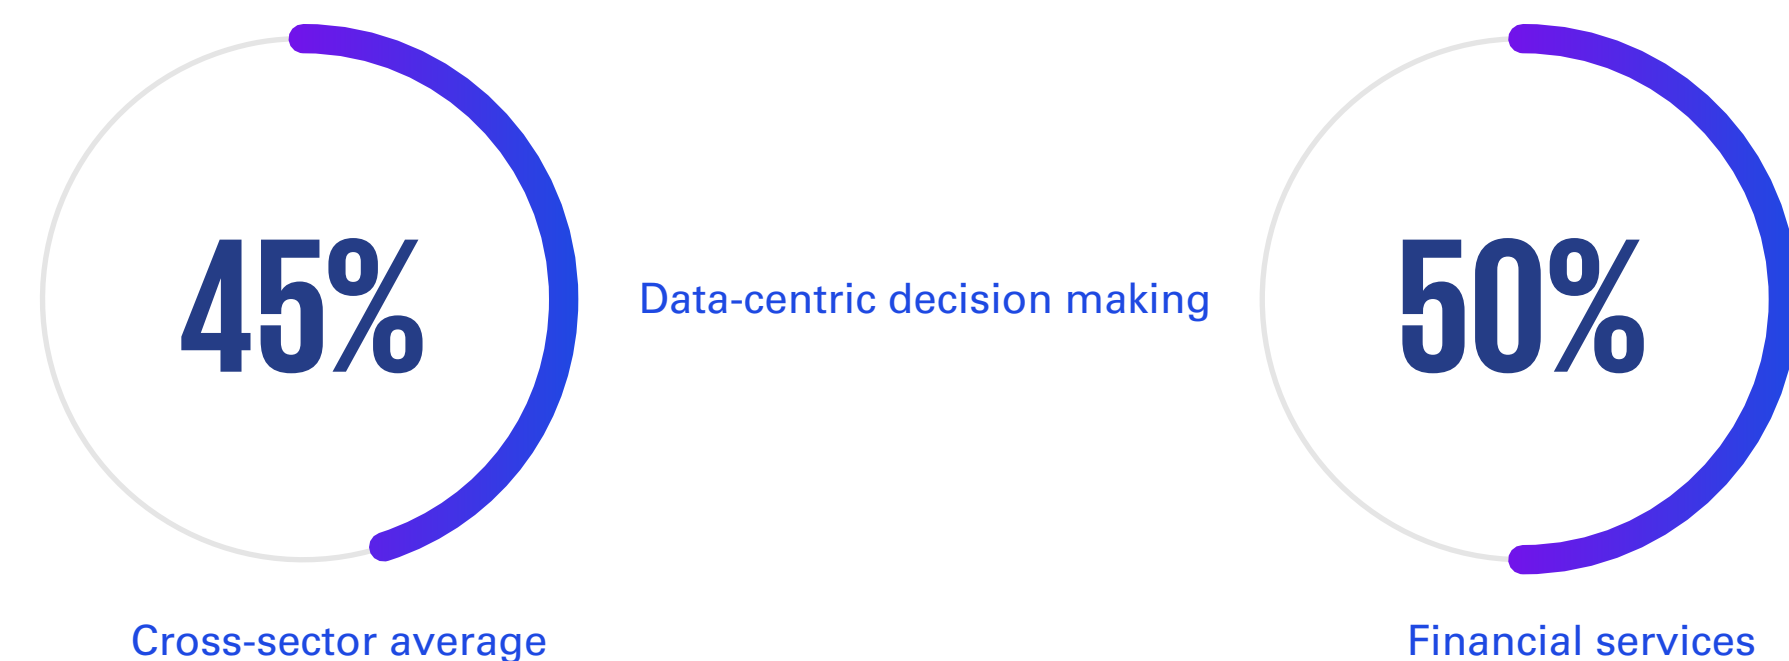 45%
Data-centric decision making
50%
Cross-sector average
Financial services